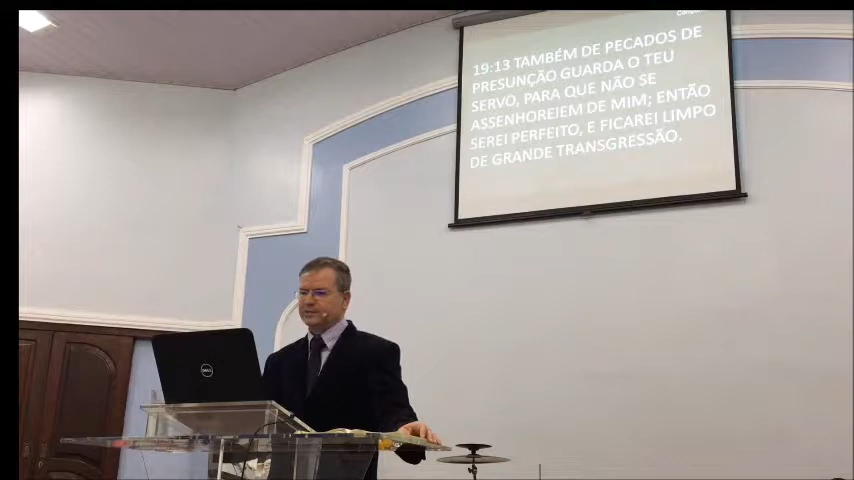 19:13 TAMBÉM DE PECADOS DE
PRESUNÇÃO GUARDA O TEU
SERVO, PARA QUE NÃO SE
ASSENHOREIEM DE MIM; ENTÃO
SEREI PERFEITO, E FICAREI LIMPO
DE GRANDE TRANSGRESSÃO.
DELL